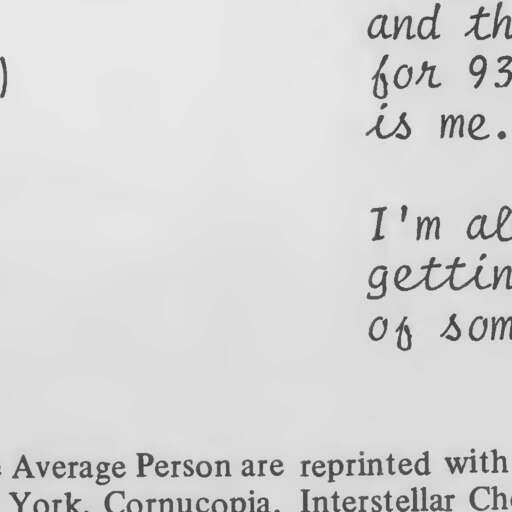 and th
)
for 93
is me.
I'm al
gettin
of som
Average Person are reprinted with
York, Cornucopia, Interstellar Ch